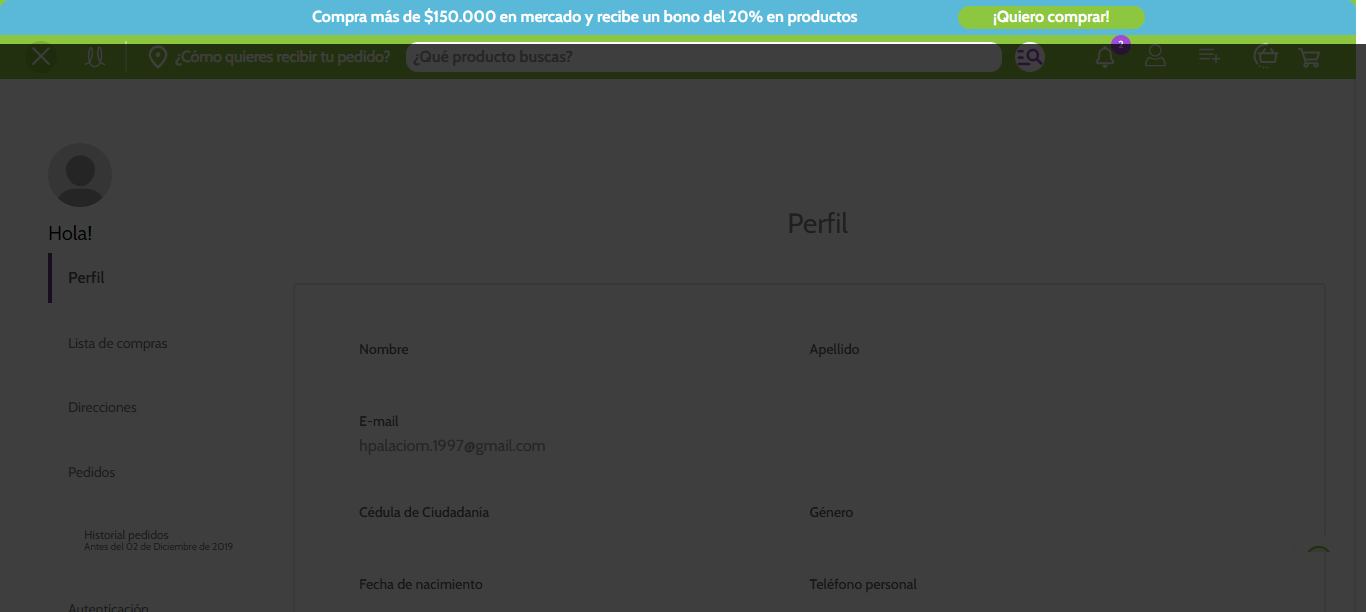 Compra más de $150.000 en mercado y recibe un bono del 20% en productos
¡Quiero comprar!
¿Cómo quieres recibir tu pedido?
¿Qué producto buscas?
2
Hola!
Perfil
Perfil
Lista de compras
Direcciones
Pedidos
Historial pedidos
Antes del 02 de Diciembre de 2019
Autenticación
Nombre
Apellido
E-mail
hpalaciom.1997@gmail.com
Cédula de Ciudadanía
Género
Fecha de nacimiento
Teléfono personal